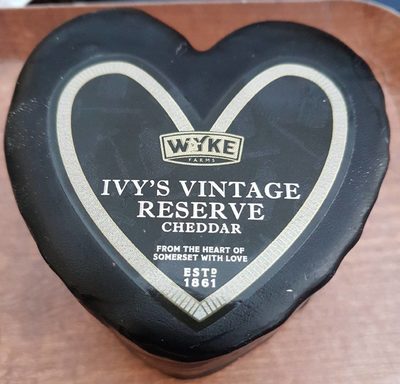 WYKE
FARMS
IVY'S VINTAGE
RESERVE
CHEDDAR
FROM THE HEART OF
SOMERSET WITH LOVE
ESTD
1861